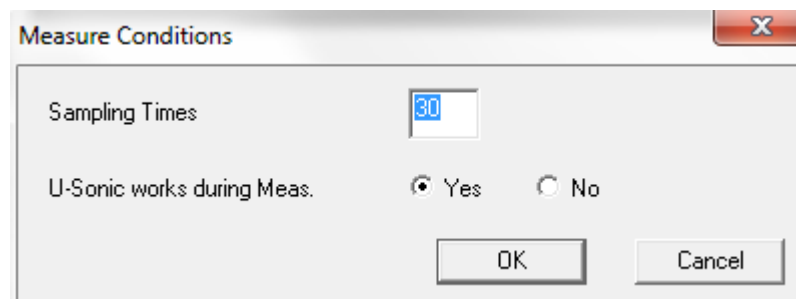 Measure Conditions
Sampling Times 30
U-Sonic works during Meas. Yes No
OK Cancel